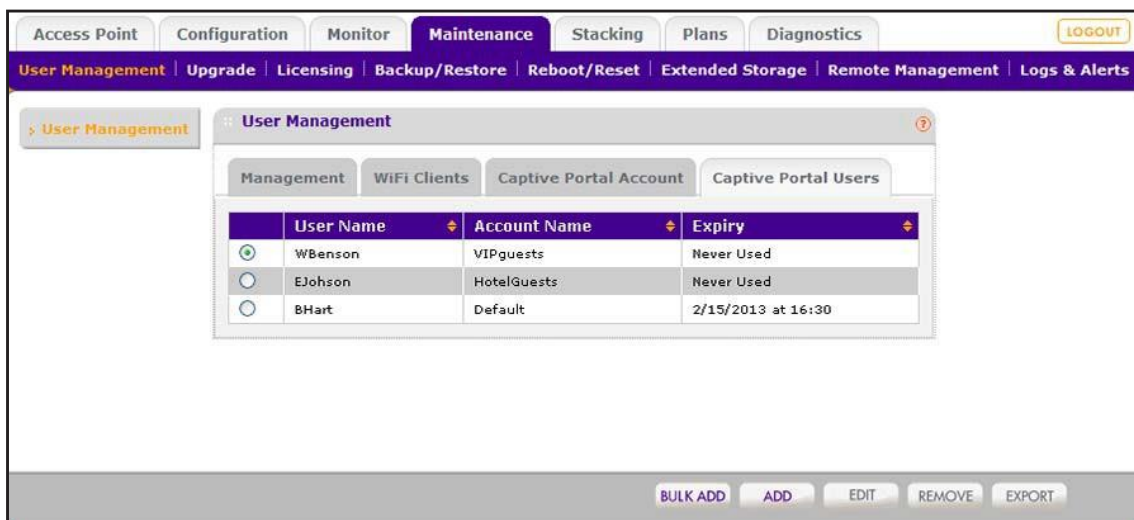 Access Point Configuration Monitor Maintenance Stacking Plans Diagnostics LOGOUT
User Management Upgrade Licensing Backup/Restore Reboot/Reset Extended Storage Remote Management Logs & Alerts
User Management
User Management
Management WiFi Clients Captive Portal Account Captive Portal Users
User Name Account Name Expiry
WBenson VIPguests Never Used
EJohson HotelGuests Never Used
BHart Default 2/15/2013 at 16:30
BULK ADD ADD EDIT REMOVE EXPORT